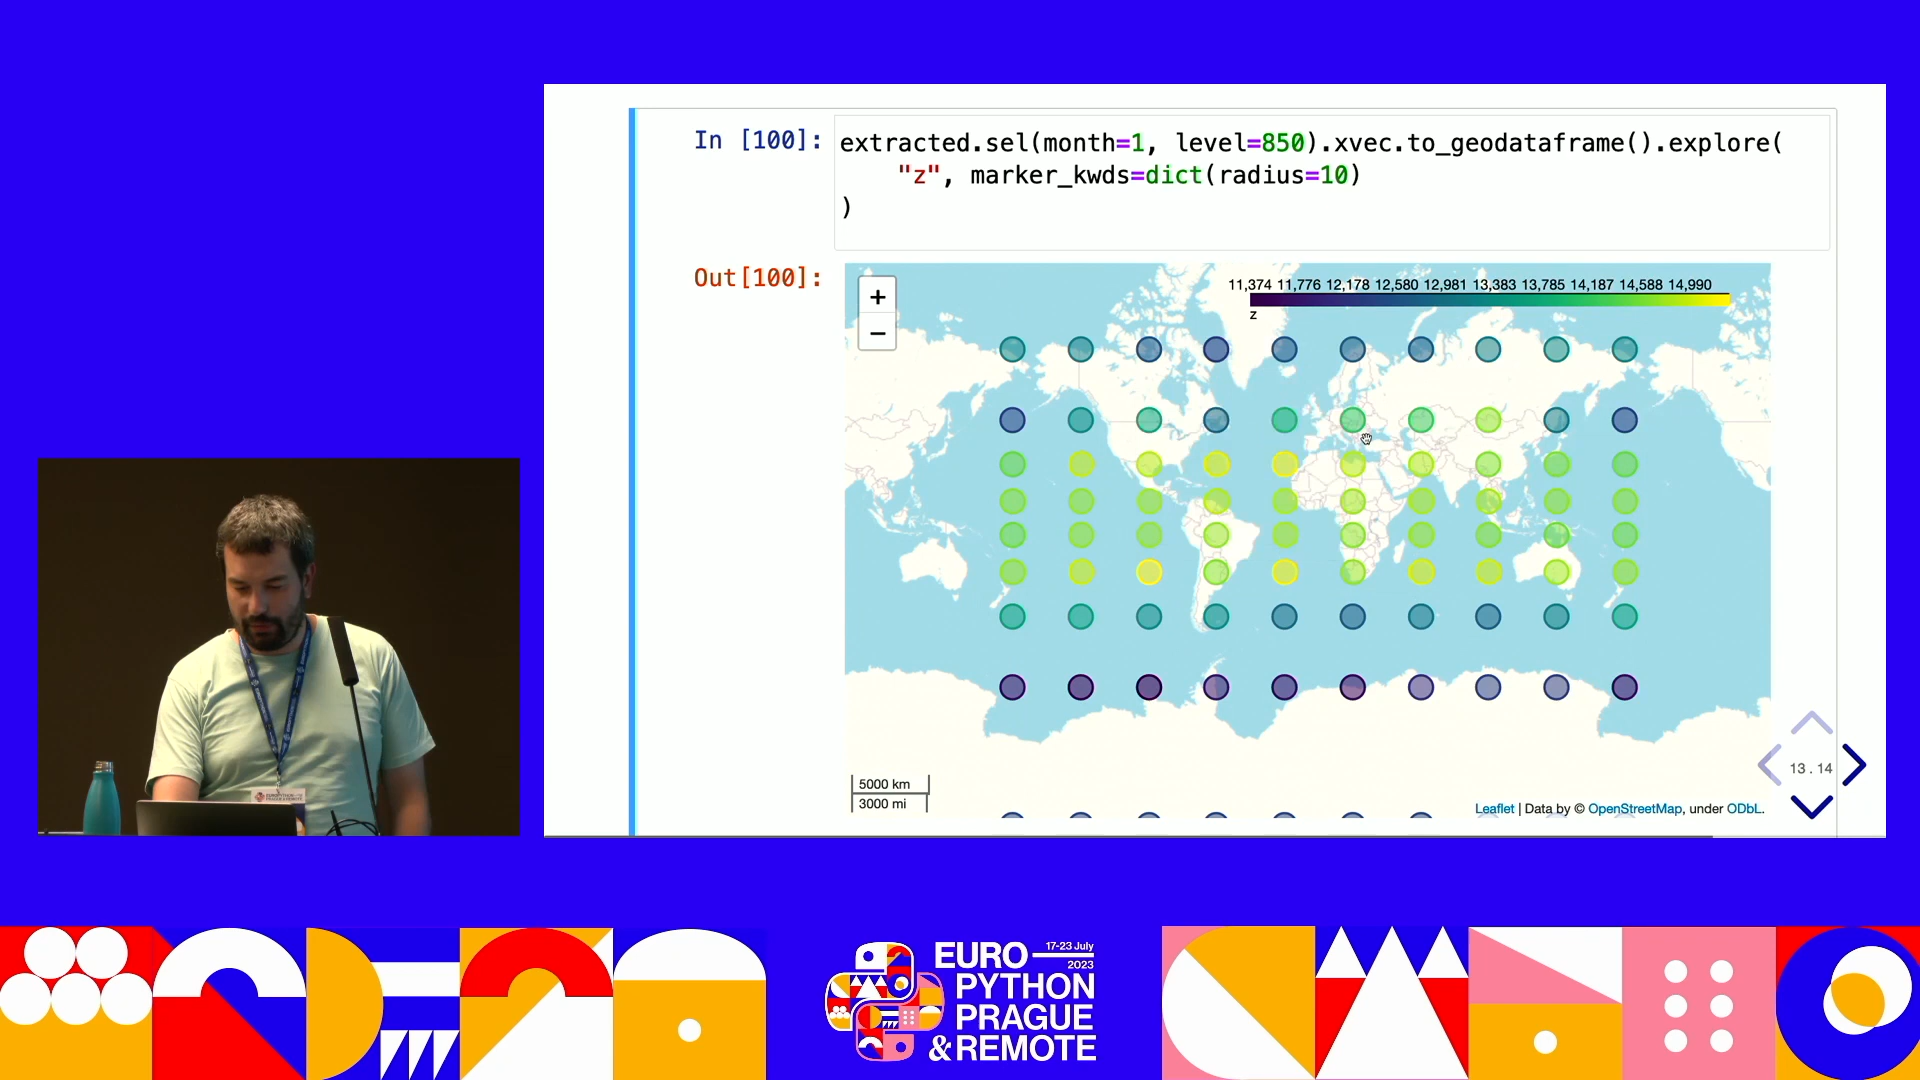 In [100]:
extracted.sel(month=1, level=850).xvec.to_geodataframe().explore(
"z", marker_kwds=dict(radius=10)
)
Out[100]:
+
−
11,374 11,776 12,178 12,580 12,981 13,383 13,785 14,187 14,588 14,990
z
5000 km
3000 mi
Leaflet | Data by © OpenStreetMap, under ODbL.
13.14
EUROPYTHON
PRAGUE & REMOTE
EURO
17-23 July
2023
PYTHON
PRAGUE
& REMOTE